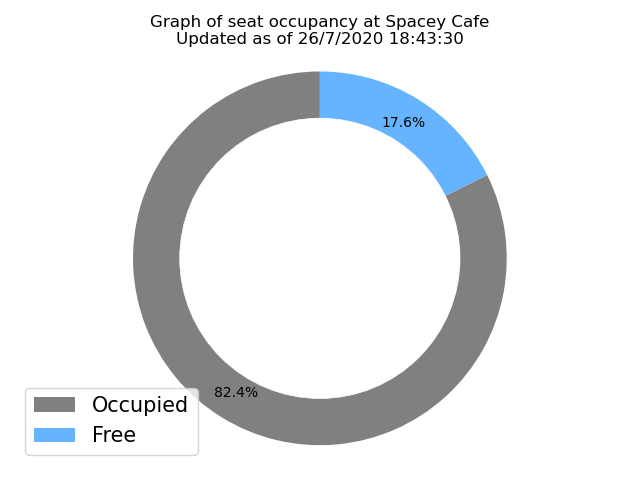 Graph of seat occupancy at Spacey Cafe
Updated as of 26/7/2020 18:43:30
17.6%
82.4%
Occupied
Free